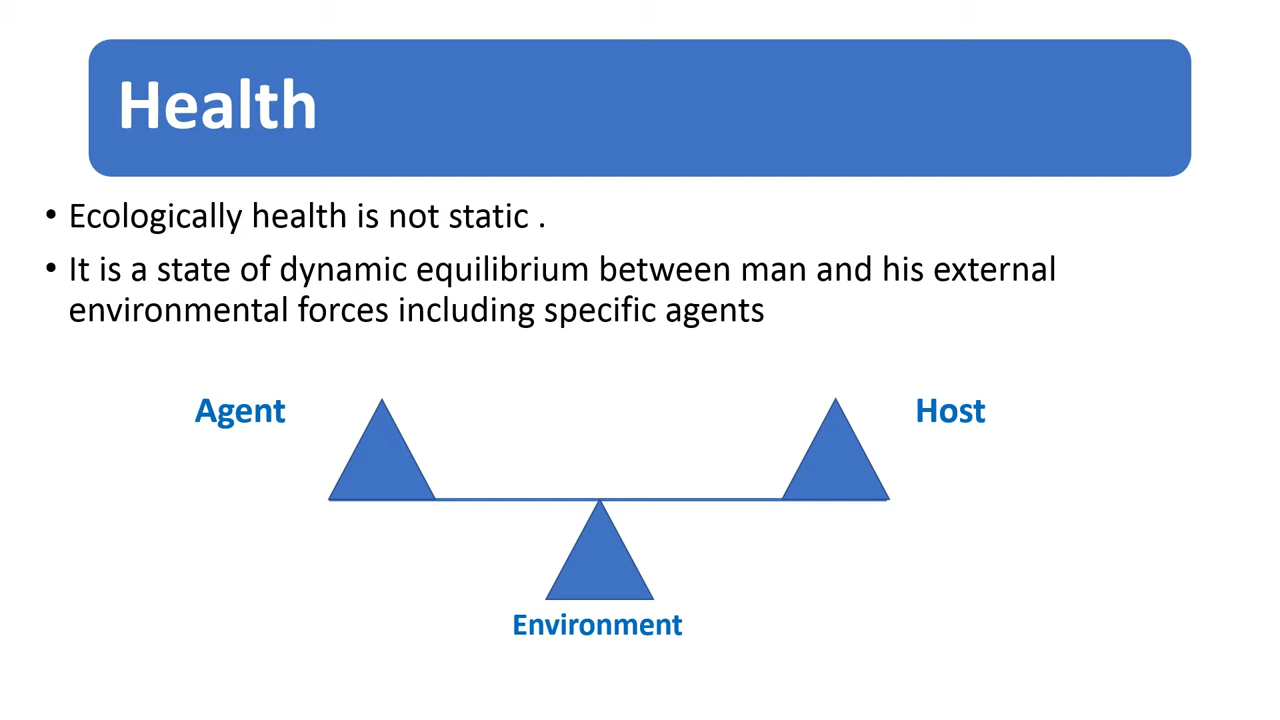 Health
• Ecologically health is not static .
• It is a state of dynamic equilibrium between man and his external
environmental forces including specific agents
Agent
Host
Environment